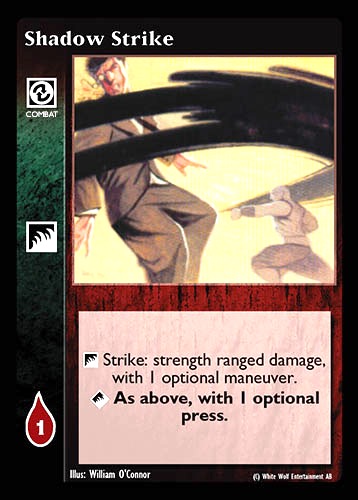 Shadow Strike
COMBAT
Strike: strength ranged damage,
with 1 optional maneuver.
As above, with 1 optional
press.
1
Illus: William O'Connor
(C) White Wolf Entertainment AB